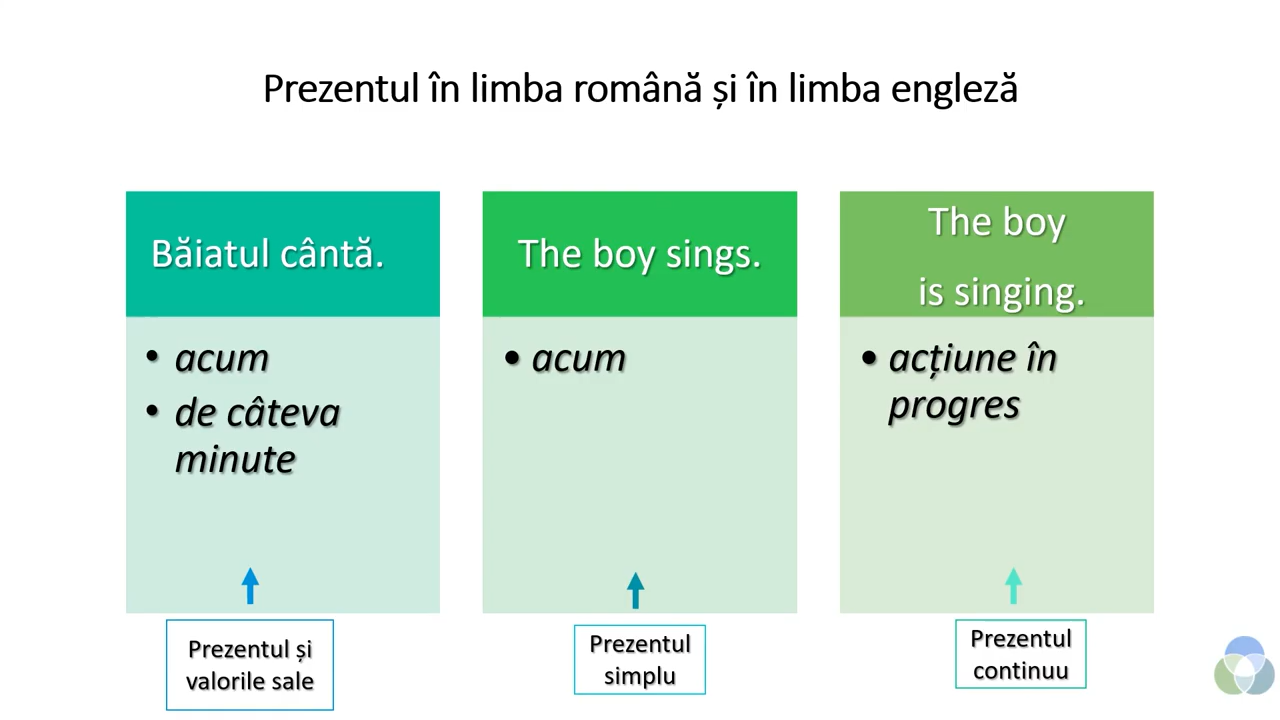 Prezentul în limba română și în limba engleză
Băiatul cântă.
• acum
• de câteva
minute
Prezentul și
valorile sale
The boy sings.
• acum
Prezentul
simplu
The boy
is singing.
• acțiune în
progres
Prezentul
continuu